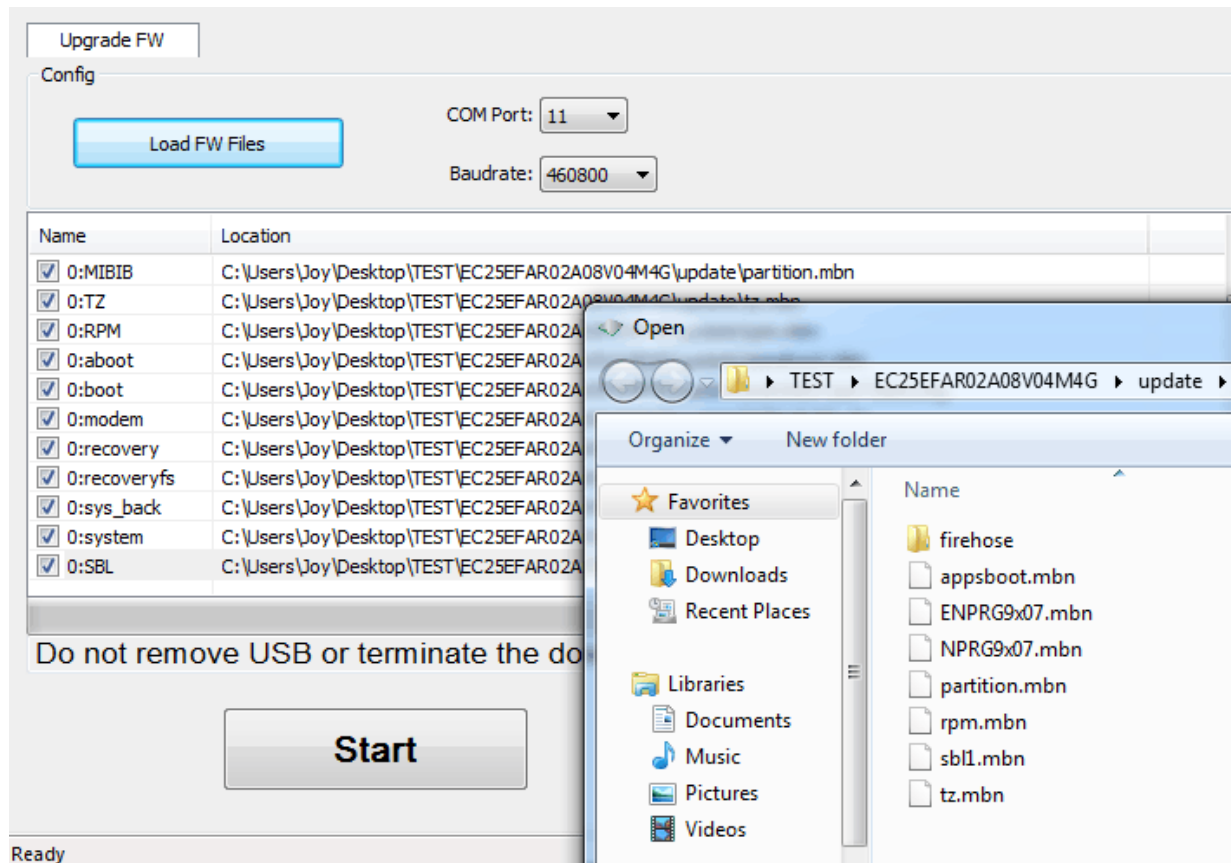 Upgrade FW
Config
Load FW Files
COM Port: 11
Baudrate: 460800
Name Location
0:MIBIB C:\Users\Joy\Desktop\TEST\EC25EFAR02A08V04M4G\update\partition.mbn
0:TZ C:\Users\Joy\Desktop\TEST\EC25EFAR02A08V04M4G\update\tz.mbn
0:RPM C:\Users\Joy\Desktop\TEST\EC25EFAR02A
0:aboot C:\Users\Joy\Desktop\TEST\EC25EFAR02A
0:boot C:\Users\Joy\Desktop\TEST\EC25EFAR02A
0:modem C:\Users\Joy\Desktop\TEST\EC25EFAR02A
0:recovery C:\Users\Joy\Desktop\TEST\EC25EFAR02A
0:recoveryfs C:\Users\Joy\Desktop\TEST\EC25EFAR02A
0:sys_back C:\Users\Joy\Desktop\TEST\EC25EFAR02A
0:system C:\Users\Joy\Desktop\TEST\EC25EFAR02A
0:SBL C:\Users\Joy\Desktop\TEST\EC25EFAR02A
Do not remove USB or terminate the do
Start
Ready
Open
TEST EC25EFAR02A08V04M4G update
Organize New folder
Favorites
Desktop
Downloads
Recent Places
Libraries
Documents
Music
Pictures
Videos
Name
firehose
appsboot.mbn
ENPRG9x07.mbn
NPRG9x07.mbn
partition.mbn
rpm.mbn
sbl1.mbn
tz.mbn